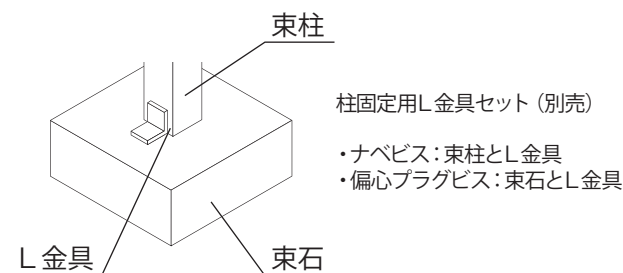 束柱
柱固定用L金具セット（別売）
・ナベビス：束柱とL金具
・偏心プラグビス：束石とL金具
L金具
束石